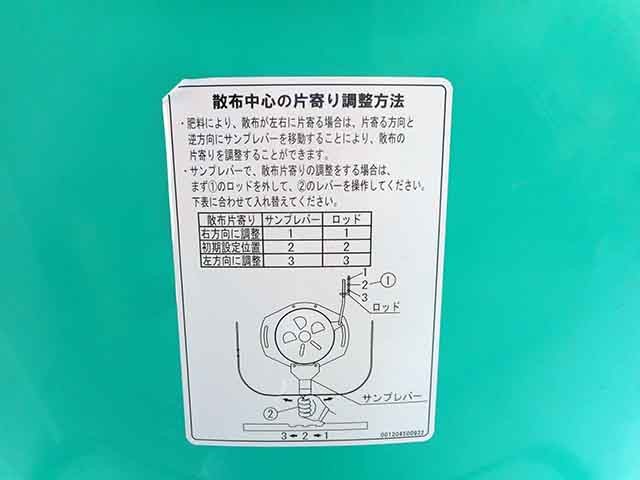 散布中心の片寄り調整方法
・肥料により、散布が左右に片寄る場合は、片寄る方向と
逆方向にサンプレバーを移動することにより、散布の
片寄りを調整することができます。
・サンプレバーで、散布片寄りの調整をする場合は、
まず①のロッドを外して、②のレバーを操作してください。
下表に合わせて入れ替えてください。
散布片寄り サンプレバー ロッド
右方向に調整 1 1
初期設定位置 2 2
左方向に調整 3 3
1
2 ①
3
ロッド
サンプレバー
②
3 ← 2 → 1
001204500922